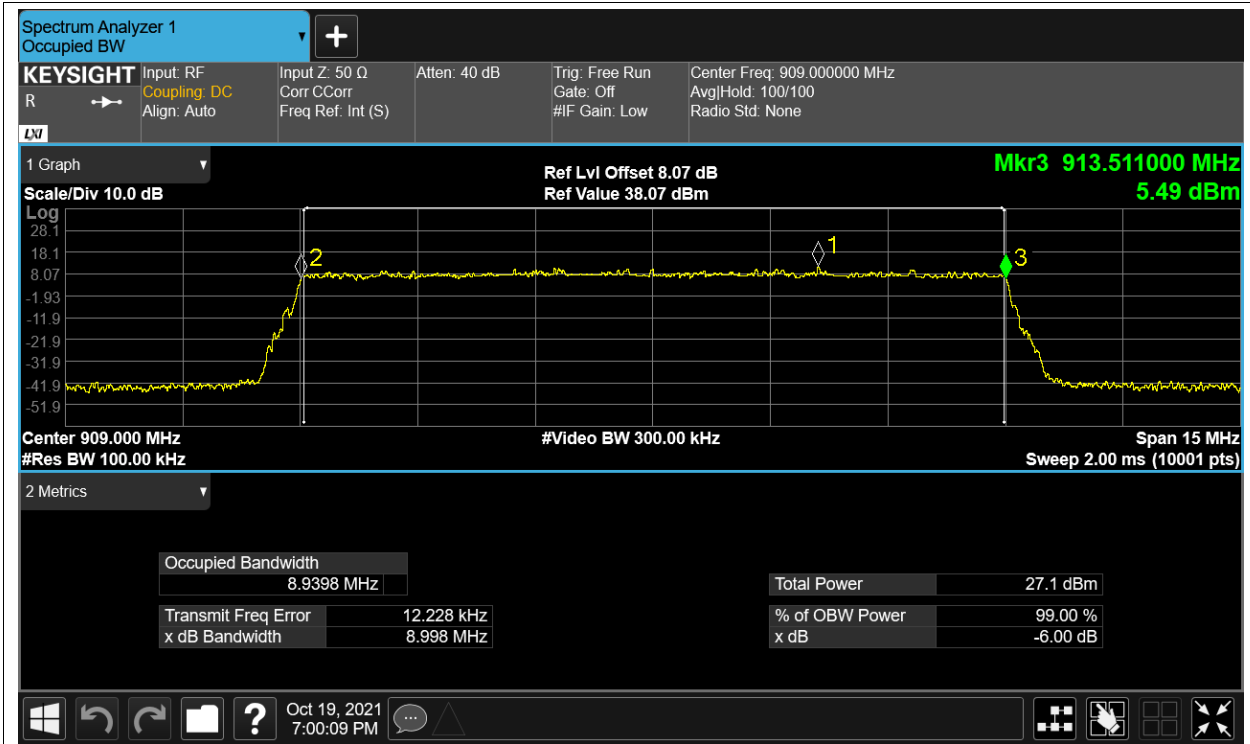 Spectrum Analyzer 1
Occupied BW
KEYSIGHT
R
LXI
Input: RF
Coupling: DC
Align: Auto
Input Z: 50 Ω
Corr CCorr
Freq Ref: Int (S)
Atten: 40 dB
Trig: Free Run
Gate: Off
#IF Gain: Low
Center Freq: 909.000000 MHz
Avg|Hold: 100/100
Radio Std: None
1 Graph
Scale/Div 10.0 dB
Ref Lvl Offset 8.07 dB
Ref Value 38.07 dBm
Mkr3 913.511000 MHz
5.49 dBm
Log
28.1
18.1
8.07
-1.93
-11.9
-21.9
-31.9
-41.9
-51.9
2
1
3
Center 909.000 MHz
#Video BW 300.00 kHz
Span 15 MHz
#Res BW 100.00 kHz
Sweep 2.00 ms (10001 pts)
2 Metrics
Occupied Bandwidth
8.9398 MHz
Transmit Freq Error 12.228 kHz
x dB Bandwidth 8.998 MHz
Total Power 27.1 dBm
% of OBW Power 99.00 %
x dB -6.00 dB
?
Oct 19, 2021
7:00:09 PM